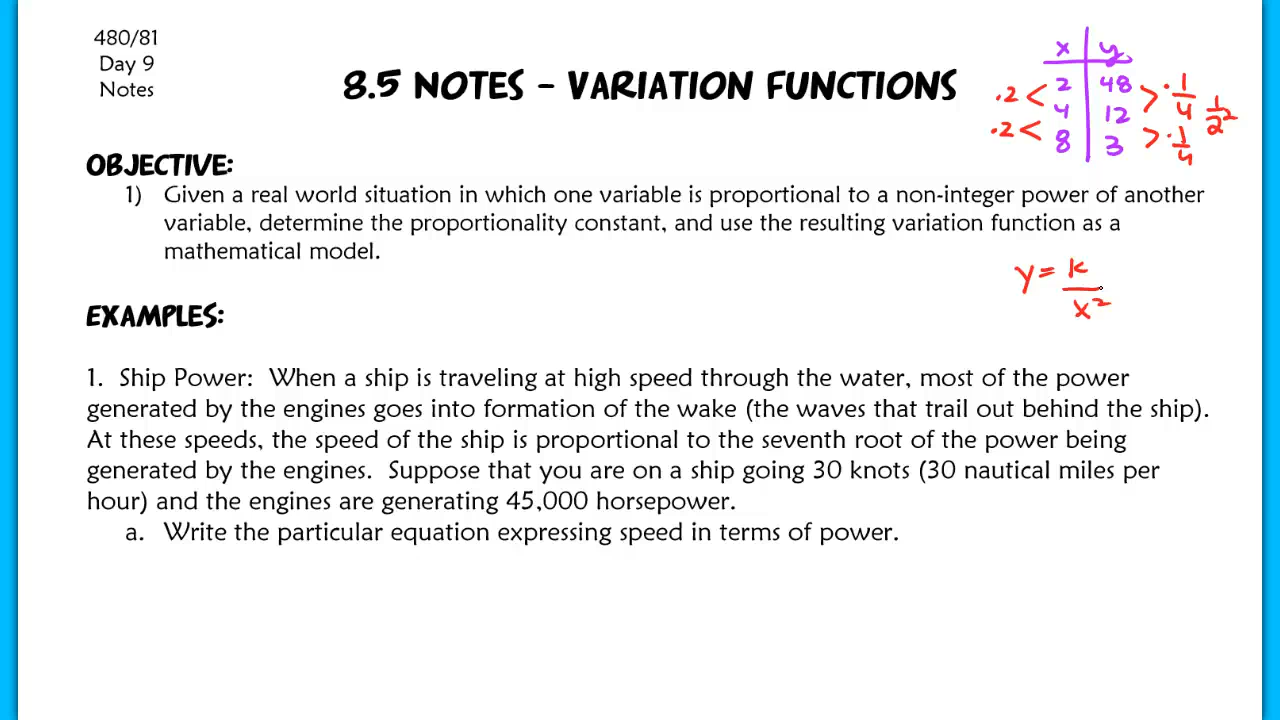 480/81
Day 9
Notes
8.5 NOTES – VARIATION FUNCTIONS
x y
2 48
4 12
8 3
·2 < > ·1/4 1/2²
·2 < > ·1/4
OBJECTIVE:
1) Given a real world situation in which one variable is proportional to a non-integer power of another
variable, determine the proportionality constant, and use the resulting variation function as a
mathematical model.
y = k/x²
EXAMPLES:
1. Ship Power: When a ship is traveling at high speed through the water, most of the power
generated by the engines goes into formation of the wake (the waves that trail out behind the ship).
At these speeds, the speed of the ship is proportional to the seventh root of the power being
generated by the engines. Suppose that you are on a ship going 30 knots (30 nautical miles per
hour) and the engines are generating 45,000 horsepower.
a. Write the particular equation expressing speed in terms of power.